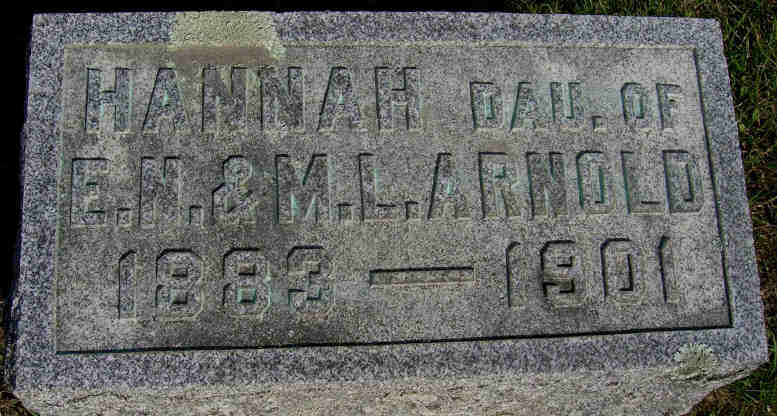 HANNAH DAU. OF
E.N. & M.L. ARNOLD
1883 — 1901